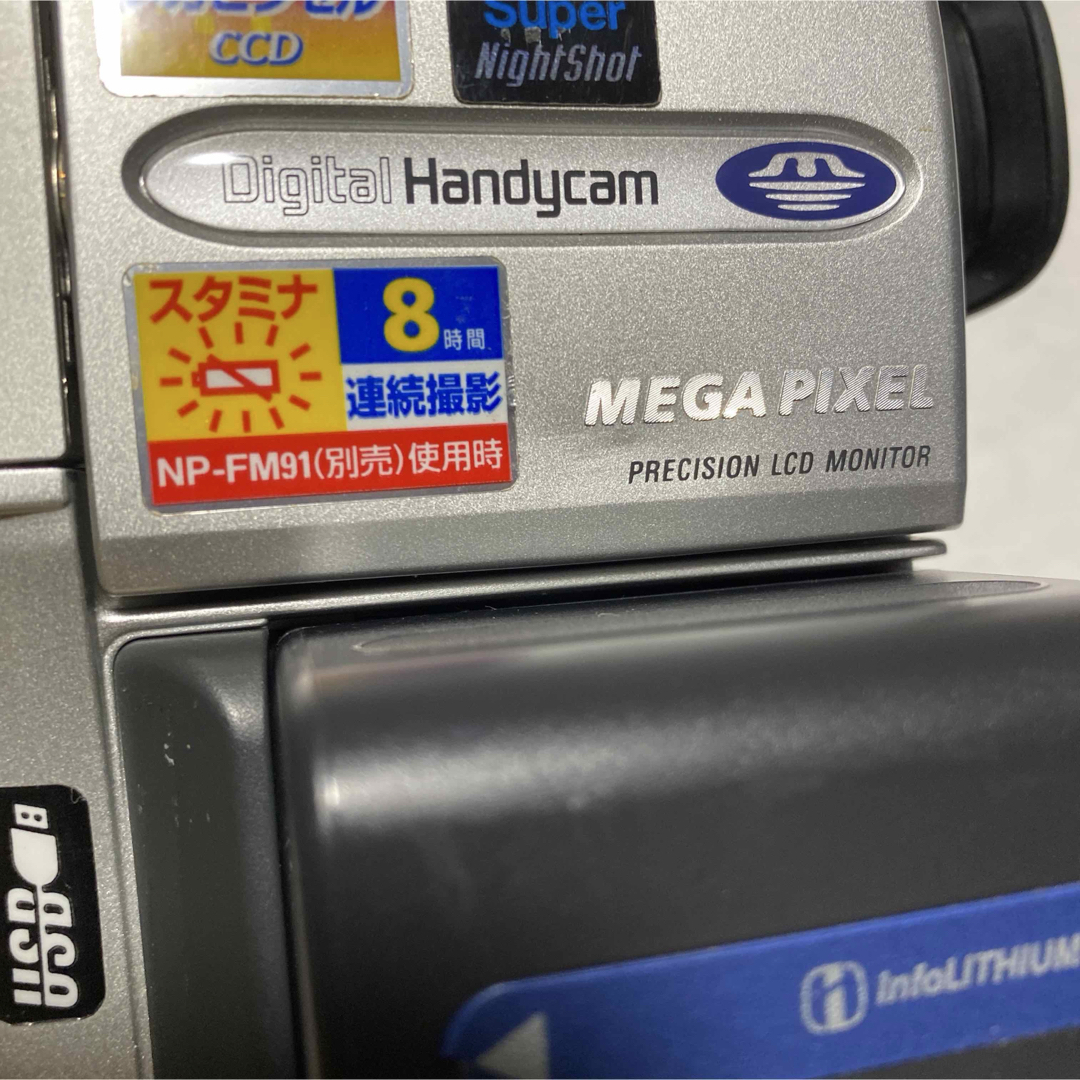 CCD
Super
NightShot
Digital Handycam
スタミナ
8時間
連続撮影
NP-FM91(別売)使用時
MEGA PIXEL
PRECISION LCD MONITOR
USB
InfoLITHIUM